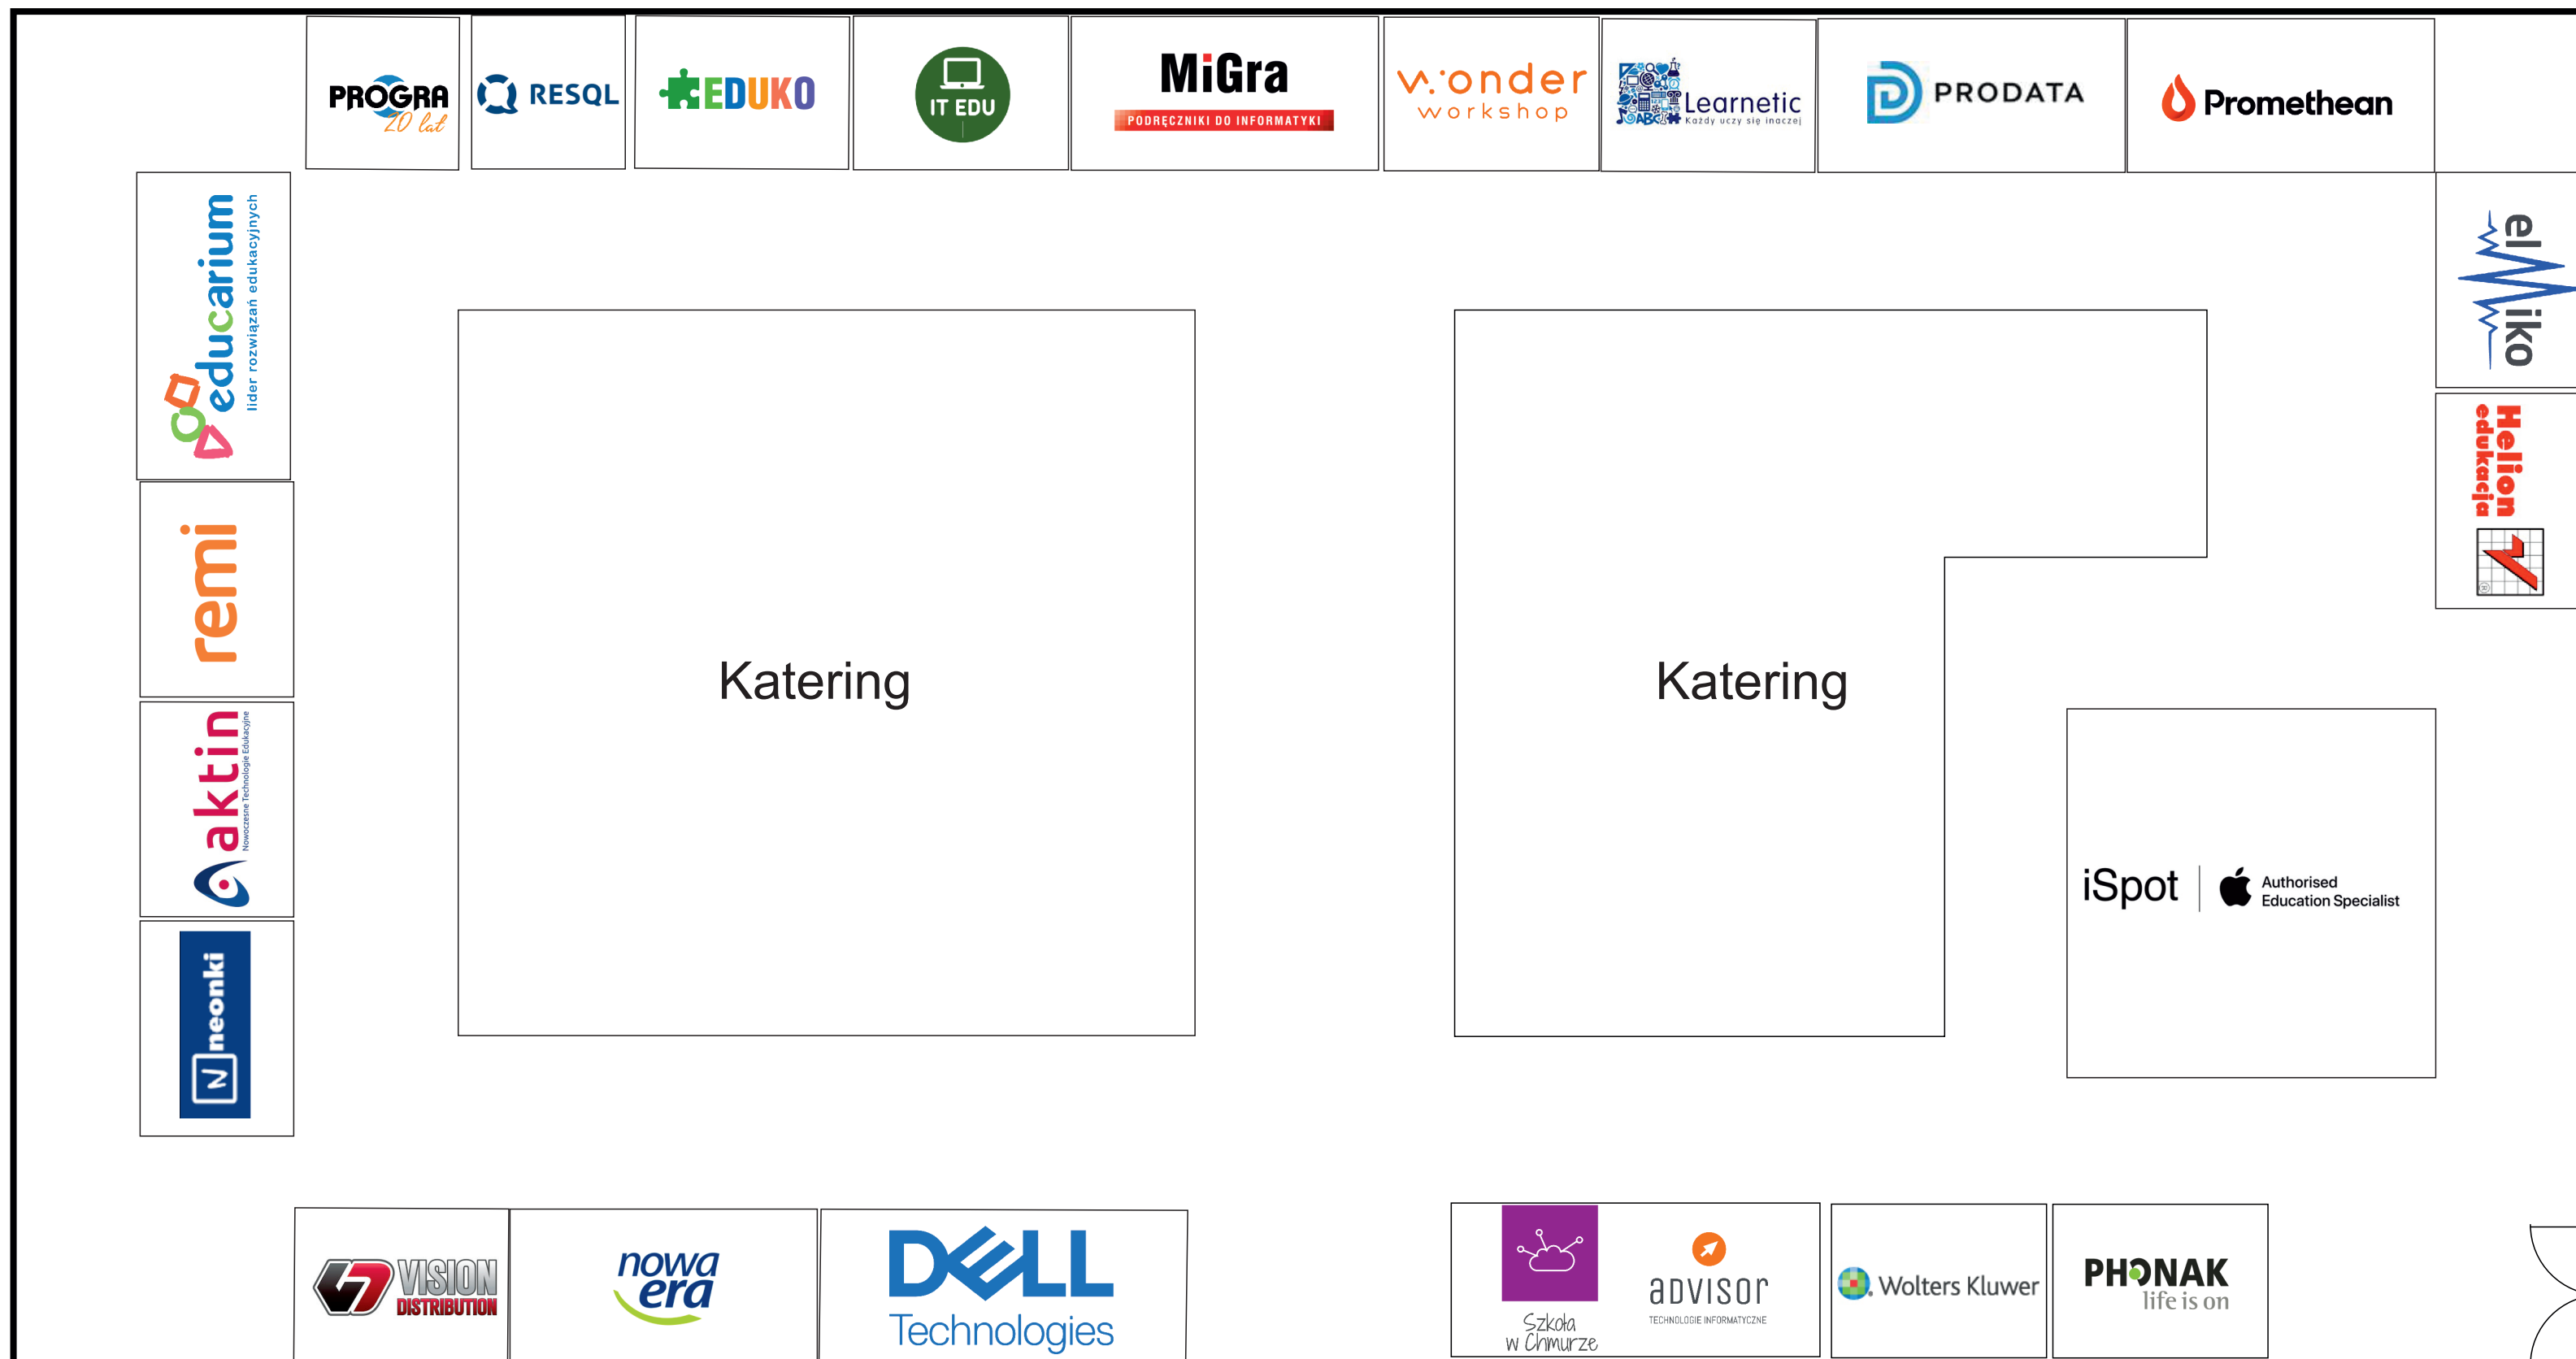 PROGRA
20 lat
RESQL
EDUKO
IT EDU
MiGra
PODRĘCZNIKI DO INFORMATYKI
wonder
workshop
ABC
Learnetic
Każdy uczy się inaczej
PRODATA
Promethean
educarium
lider rozwiązań edukacyjnych
remi
aktin
Nowoczesne Technologie Edukacyjne
N neonki
Katering
Katering
elmiko
Helion
edukacja
®
iSpot
Authorised
Education Specialist
VISION
DISTRIBUTION
nowa
era
DELL
Technologies
Szkoła
w Chmurze
aDVISOr
TECHNOLOGIE INFORMATYCZNE
Wolters Kluwer
PHONAK
life is on